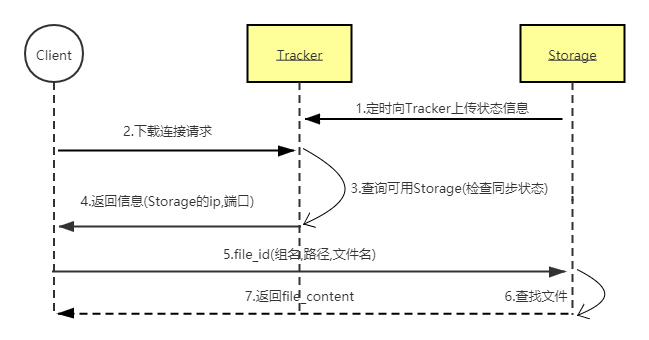 Client
Tracker
Storage
1.定时向Tracker上传状态信息
2.下载连接请求
3.查询可用Storage(检查同步状态)
4.返回信息(Storage的ip,端口)
5.file_id(组名,路径,文件名)
6.查找文件
7.返回file_content